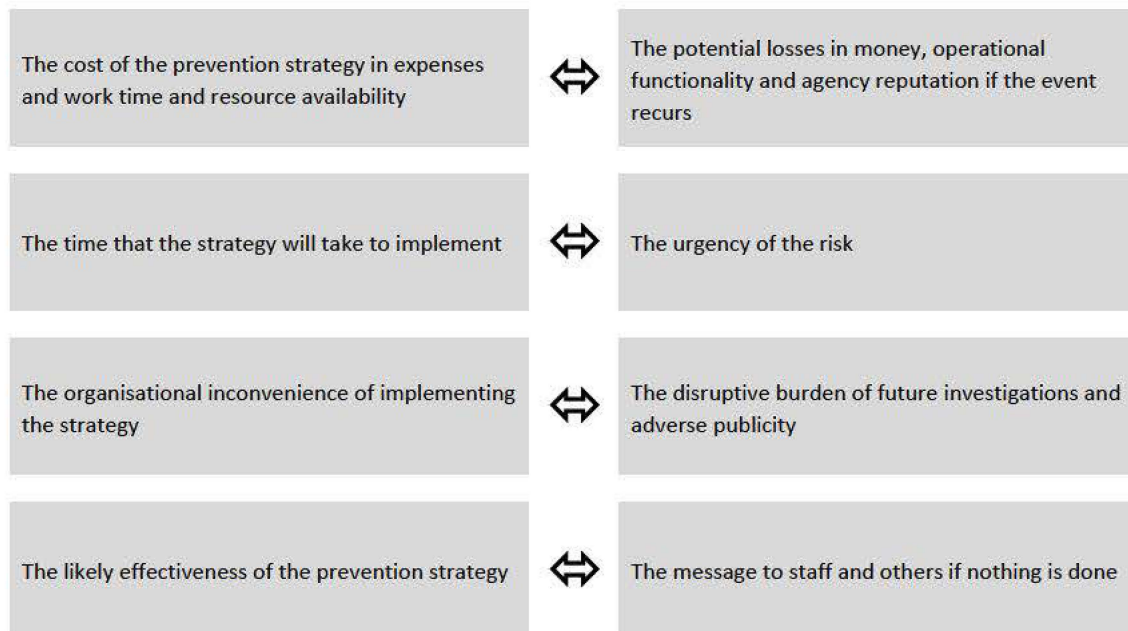 The cost of the prevention strategy in expenses
and work time and resource availability
The potential losses in money, operational
functionality and agency reputation if the event
recurs
The time that the strategy will take to implement
The urgency of the risk
The organisational inconvenience of implementing
the strategy
The disruptive burden of future investigations and
adverse publicity
The likely effectiveness of the prevention strategy
The message to staff and others if nothing is done